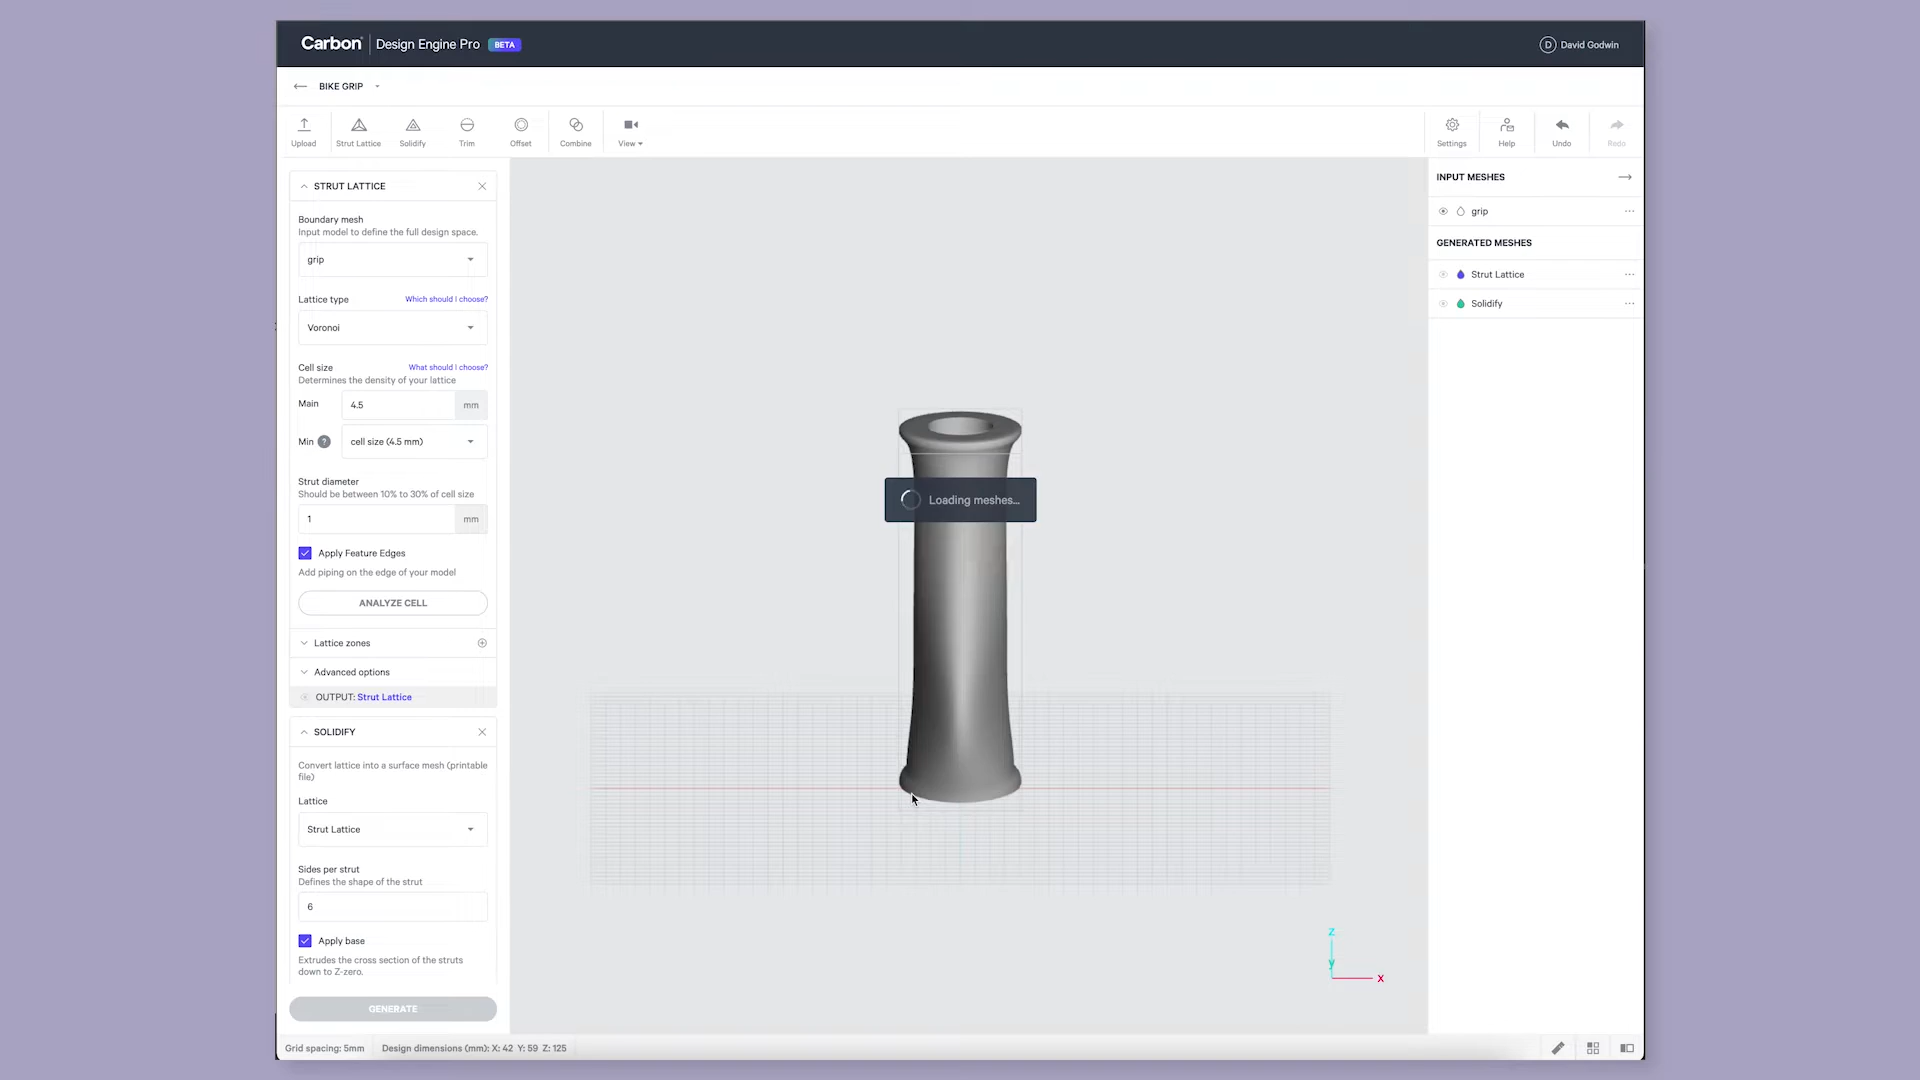 Carbon Design Engine Pro BETA
D David Godwin
BIKE GRIP
Upload
Strut Lattice
Solidify
Trim
Offset
Combine
View
Settings
Help
Undo
Redo
STRUT LATTICE
Boundary mesh
Input model to define the full design space.
grip
Lattice type Which should I choose?
Voronoi
Cell size What should I choose?
Determines the density of your lattice
Main 4.5 mm
Min ? cell size (4.5 mm)
Strut diameter
Should be between 10% to 30% of cell size
1 mm
Apply Feature Edges
Add piping on the edge of your model
ANALYZE CELL
Lattice zones
Advanced options
OUTPUT: Strut Lattice
SOLIDIFY
Convert lattice into a surface mesh (printable
file)
Lattice
Strut Lattice
Sides per strut
Defines the shape of the strut
6
Apply base
Extrudes the cross section of the struts
down to Z-zero.
GENERATE
Loading meshes...
z
y
x
INPUT MESHES
grip
GENERATED MESHES
Strut Lattice
Solidify
Grid spacing: 5mm Design dimensions (mm): X: 42 Y: 59 Z: 125